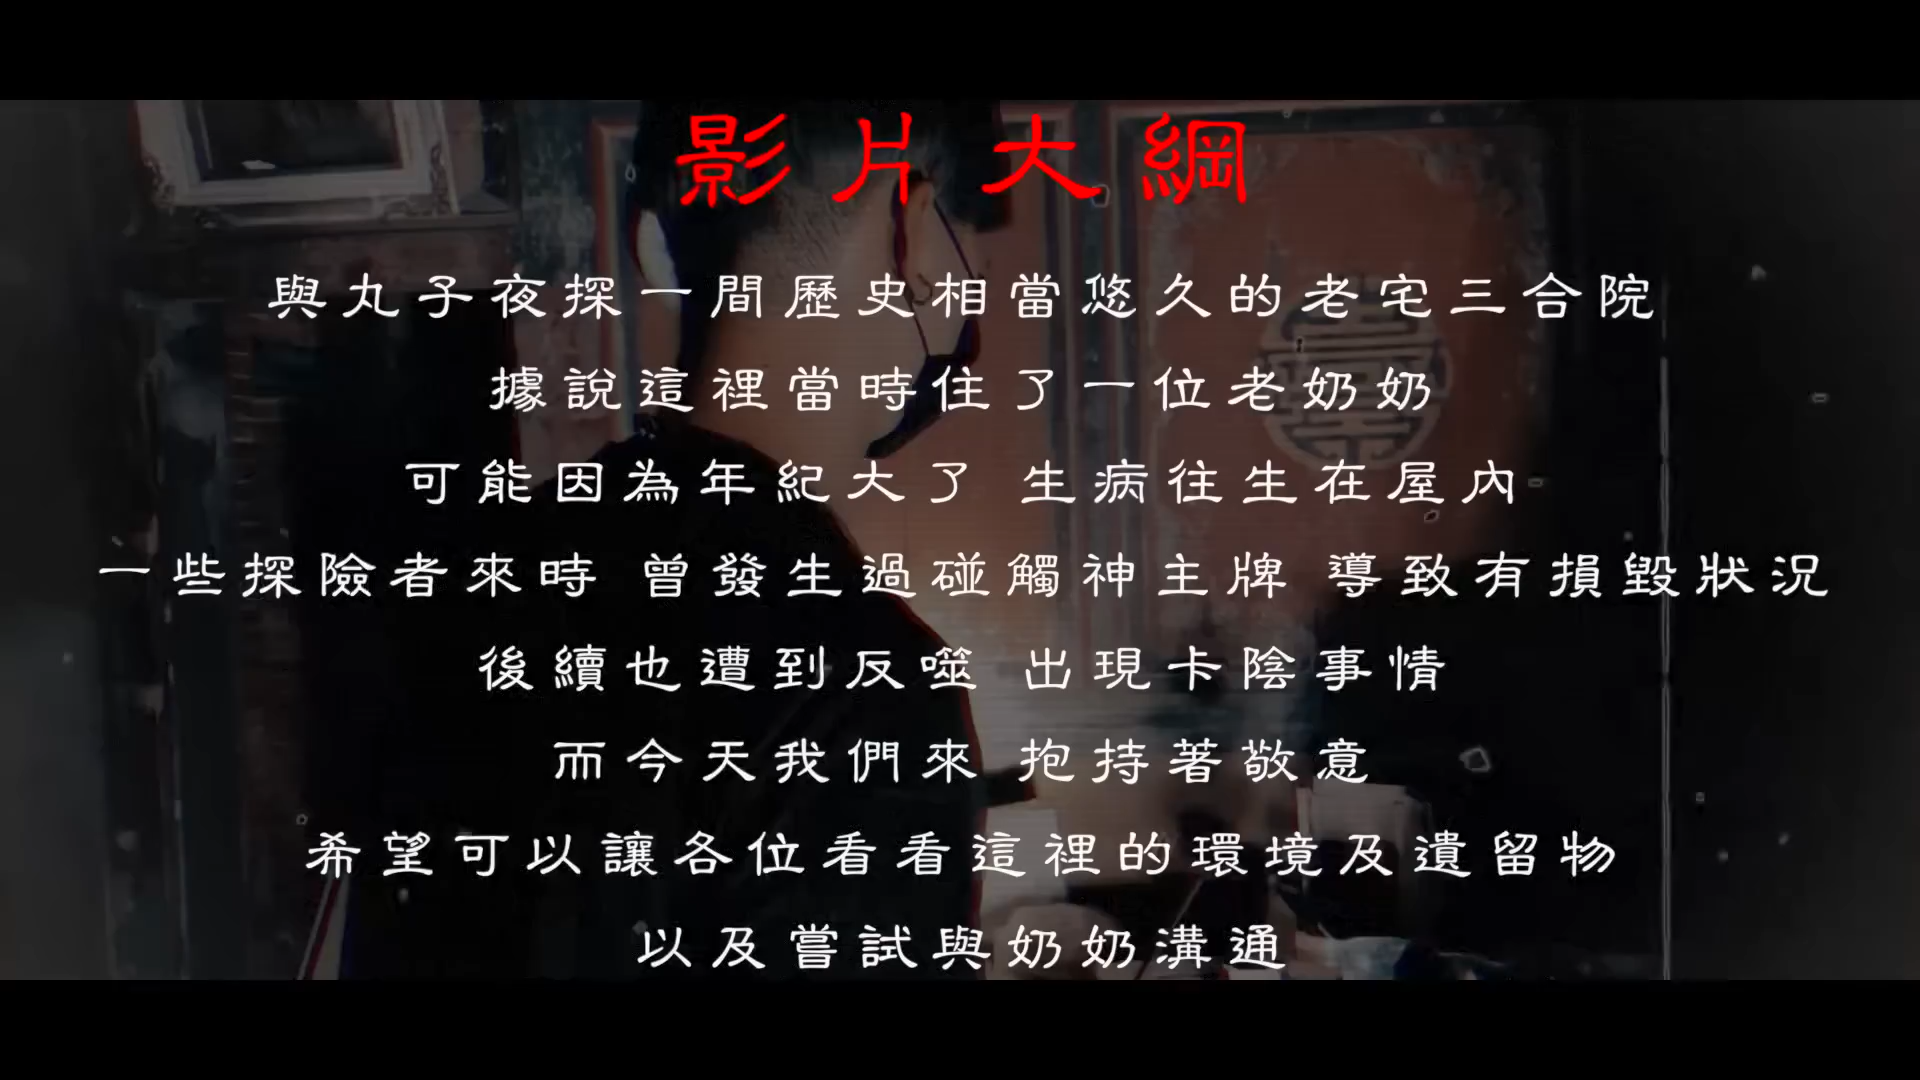 影片大綱
與丸子夜探一間歷史相當悠久的老宅三合院
據說這裡當時住了一位老奶奶
可能因為年紀大了 生病往生在屋內
一些探險者來時 曾發生過碰觸神主牌 導致有損毀狀況
後續也遭到反噬 出現卡陰事情
而今天我們來 抱持著敬意
希望可以讓各位看看這裡的環境及遺留物
以及嘗試與奶奶溝通